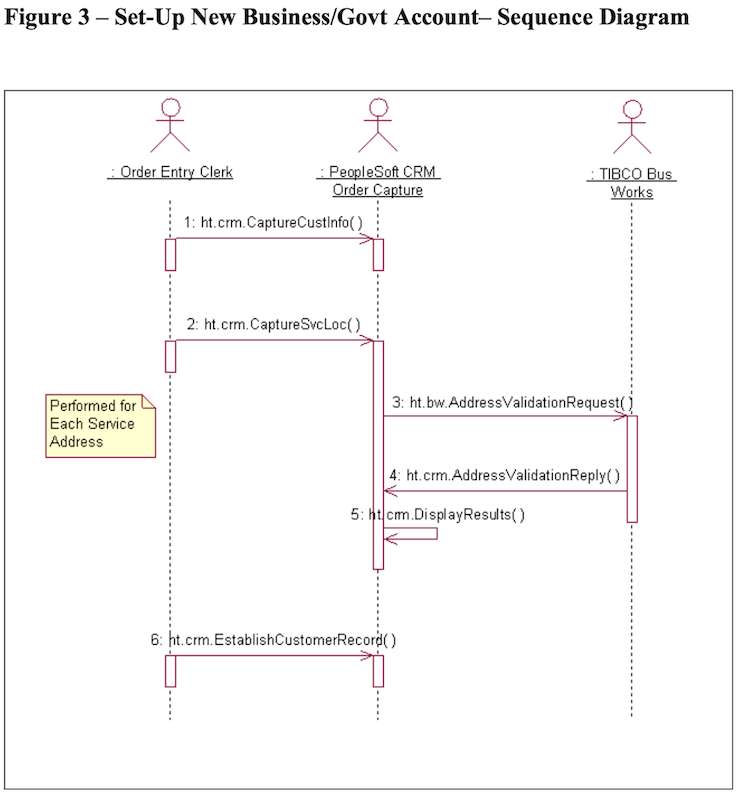 Figure 3 – Set-Up New Business/Govt Account– Sequence Diagram
: Order Entry Clerk
: PeopleSoft CRM
Order Capture
: TIBCO Bus
Works
1: ht.crm.CaptureCustInfo( )
2: ht.crm.CaptureSvcLoc( )
Performed for
Each Service
Address
3: ht.bw.AddressValidationRequest( )
4: ht.crm.AddressValidationReply( )
5: ht.crm.DisplayResults( )
6: ht.crm.EstablishCustomerRecord( )